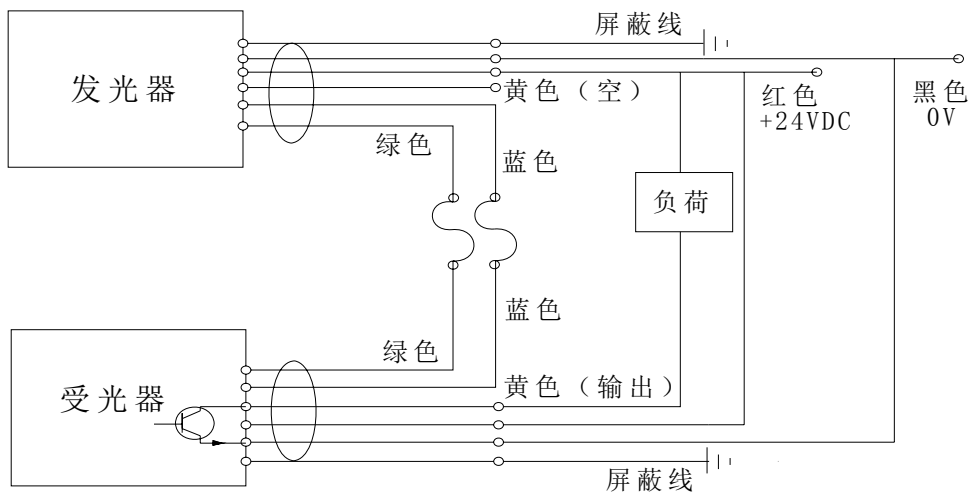 屏蔽线
发光器
黄色（空）
红色
+24VDC
黑色
0V
绿色
蓝色
负荷
蓝色
绿色
黄色（输出）
受光器
屏蔽线